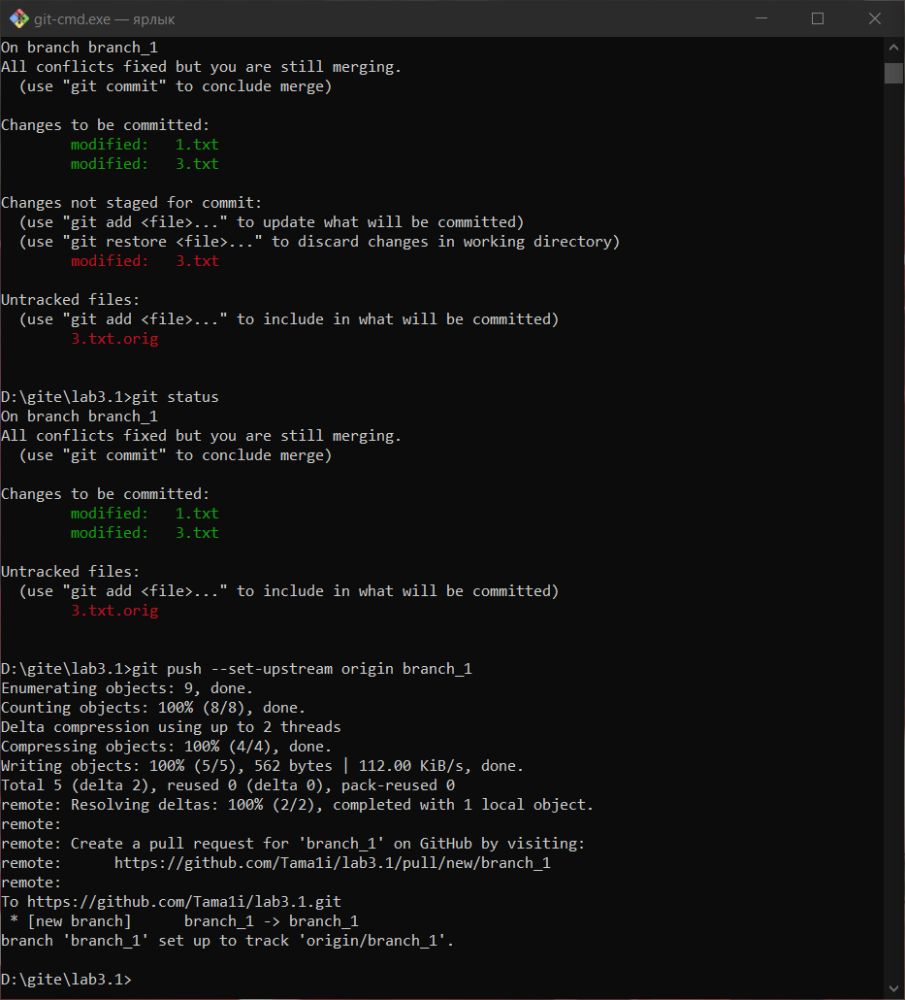 git-cmd.exe — ярлык
On branch branch_1
All conflicts fixed but you are still merging.
  (use "git commit" to conclude merge)

Changes to be committed:
        modified:   1.txt
        modified:   3.txt

Changes not staged for commit:
  (use "git add <file>..." to update what will be committed)
  (use "git restore <file>..." to discard changes in working directory)
        modified:   3.txt

Untracked files:
  (use "git add <file>..." to include in what will be committed)
        3.txt.orig


D:\gite\lab3.1>git status
On branch branch_1
All conflicts fixed but you are still merging.
  (use "git commit" to conclude merge)

Changes to be committed:
        modified:   1.txt
        modified:   3.txt

Untracked files:
  (use "git add <file>..." to include in what will be committed)
        3.txt.orig


D:\gite\lab3.1>git push --set-upstream origin branch_1
Enumerating objects: 9, done.
Counting objects: 100% (8/8), done.
Delta compression using up to 2 threads
Compressing objects: 100% (4/4), done.
Writing objects: 100% (5/5), 562 bytes | 112.00 KiB/s, done.
Total 5 (delta 2), reused 0 (delta 0), pack-reused 0
remote: Resolving deltas: 100% (2/2), completed with 1 local object.
remote:
remote: Create a pull request for 'branch_1' on GitHub by visiting:
remote:      https://github.com/Tama1i/lab3.1/pull/new/branch_1
remote:
To https://github.com/Tama1i/lab3.1.git
 * [new branch]      branch_1 -> branch_1
branch 'branch_1' set up to track 'origin/branch_1'.

D:\gite\lab3.1>